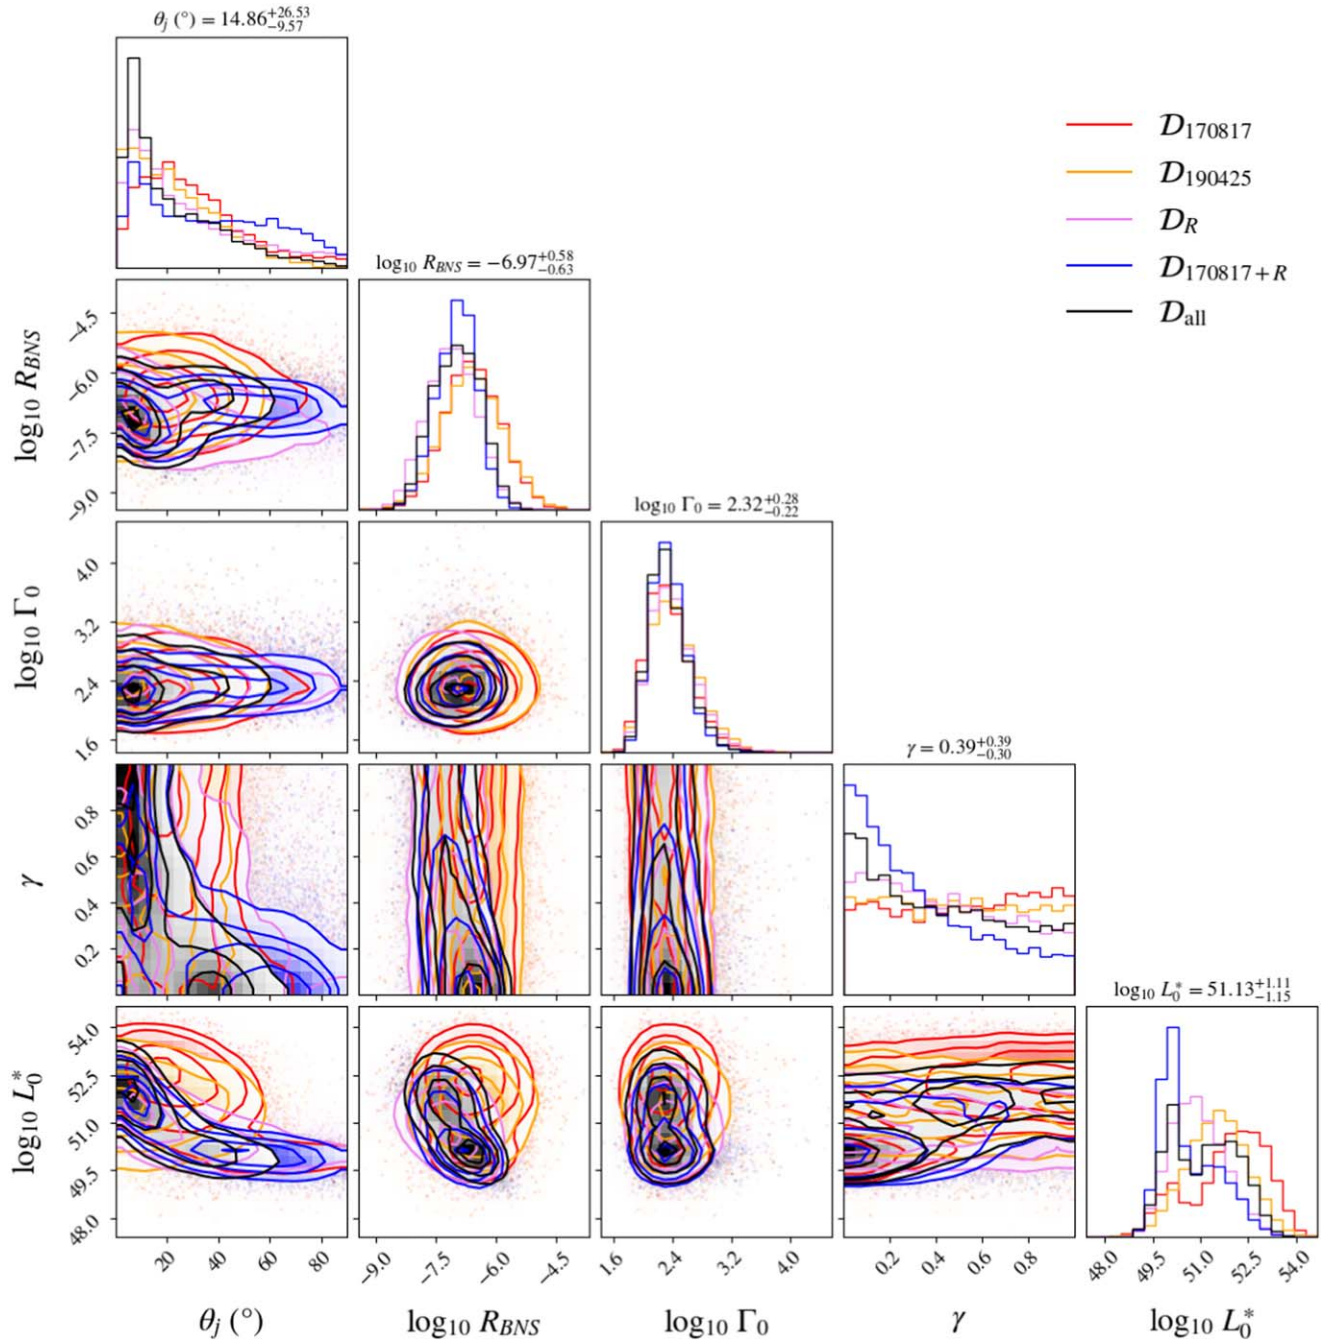 θj (°) = 14.86+26.53−9.57
D170817
D190425
DR
D170817+R
Dall
log10 RBNS = −6.97+0.58−0.63
−4.5
−6.0
−7.5
−9.0
log10 RBNS
log10 Γ0 = 2.32+0.28−0.22
4.0
3.2
2.4
1.6
log10 Γ0
γ = 0.39+0.39−0.30
0.8
0.6
0.4
0.2
γ
log10 L0* = 51.13+1.11−1.15
54.0
52.5
51.0
49.5
48.0
log10 L0*
20 40 60 80
−9.0 −7.5 −6.0 −4.5
1.6 2.4 3.2 4.0
0.2 0.4 0.6 0.8
48.0 49.5 51.0 52.5 54.0
θj (°) log10 RBNS log10 Γ0 γ log10 L0*